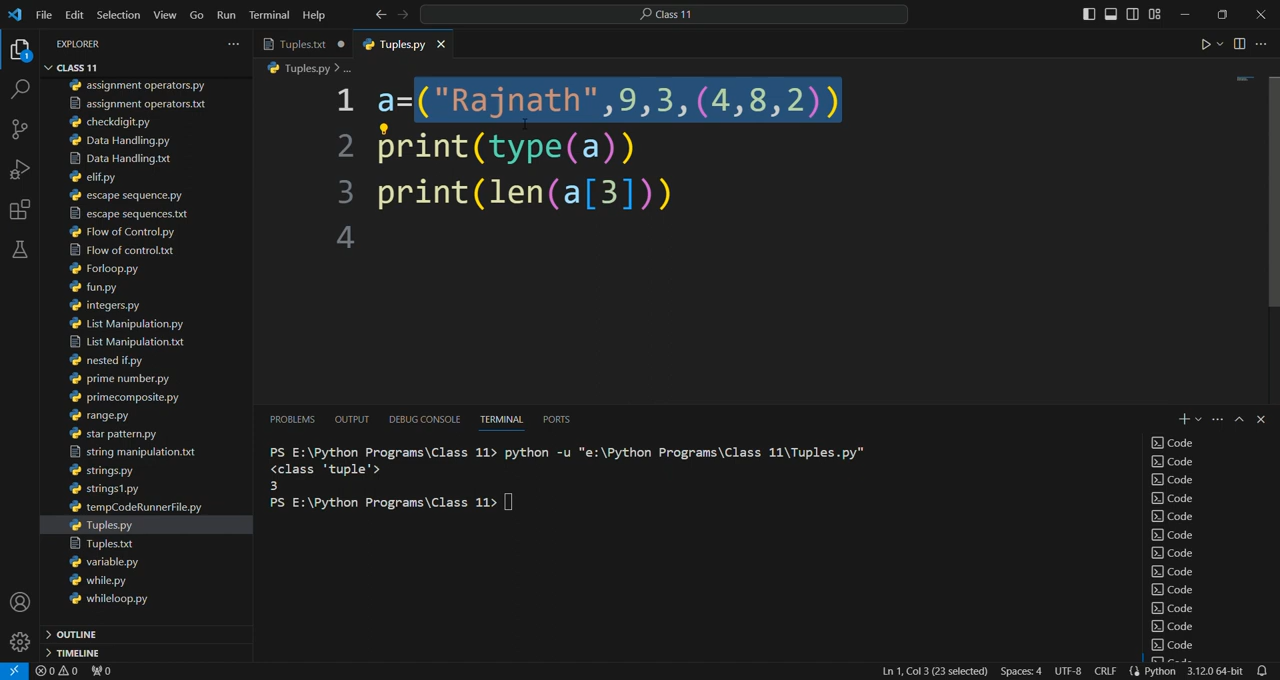 File Edit Selection View Go Run Terminal Help
Class 11
EXPLORER
Tuples.txt
Tuples.py
CLASS 11
Tuples.py > ...
assignment operators.py
assignment operators.txt
checkdigit.py
Data Handling.py
Data Handling.txt
elif.py
escape sequence.py
escape sequences.txt
Flow of Control.py
Flow of control.txt
Forloop.py
fun.py
integers.py
List Manipulation.py
List Manipulation.txt
nested if.py
prime number.py
primecomposite.py
range.py
star pattern.py
string manipulation.txt
strings.py
strings1.py
tempCodeRunnerFile.py
Tuples.py
Tuples.txt
variable.py
while.py
whileloop.py
OUTLINE
TIMELINE
1 a=("Rajnath",9,3,(4,8,2))
2 print(type(a))
3 print(len(a[3]))
4
PROBLEMS OUTPUT DEBUG CONSOLE TERMINAL PORTS
PS E:\Python Programs\Class 11> python -u "e:\Python Programs\Class 11\Tuples.py"
<class 'tuple'>
3
PS E:\Python Programs\Class 11>
Code
Code
Code
Code
Code
Code
Code
Code
Code
Code
Code
Code
1
0 0 0
Ln 1, Col 3 (23 selected) Spaces: 4 UTF-8 CRLF Python 3.12.0 64-bit